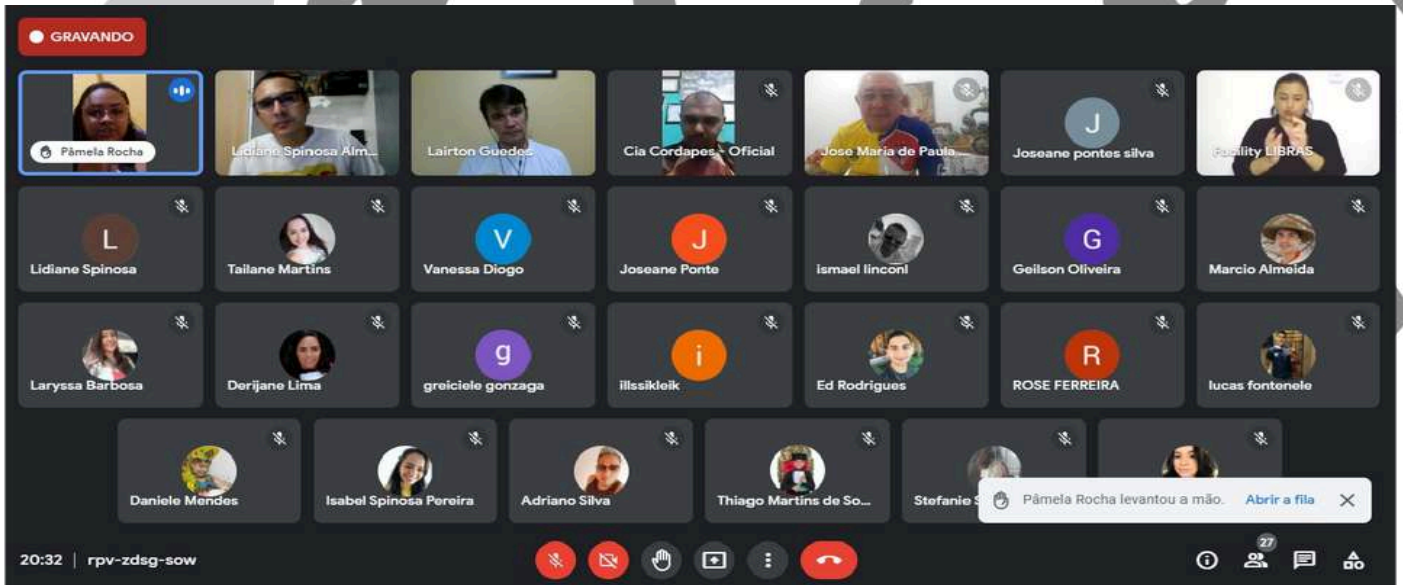 GRAVANDO
Pâmela Rocha
Lidiane Spinosa Alm...
Lairton Guedes
Cia Cordapes - Oficial
Jose Maria de Paula
J
Joseane pontes silva
LIBRAS
L
Lidiane Spinosa
Tailane Martins
V
Vanessa Diogo
J
Joseane Ponte
ismael linconl
G
Geilson Oliveira
Marcio Almeida
Laryssa Barbosa
Derijane Lima
g
greiciele gonzaga
i
illssikleik
Ed Rodrigues
R
ROSE FERREIRA
lucas fontenele
Daniele Mendes
Isabel Spinosa Pereira
Adriano Silva
Thiago Martins de So...
Stefanie
Pâmela Rocha levantou a mão. Abrir a fila
20:32 | rpv-zdsg-sow
27